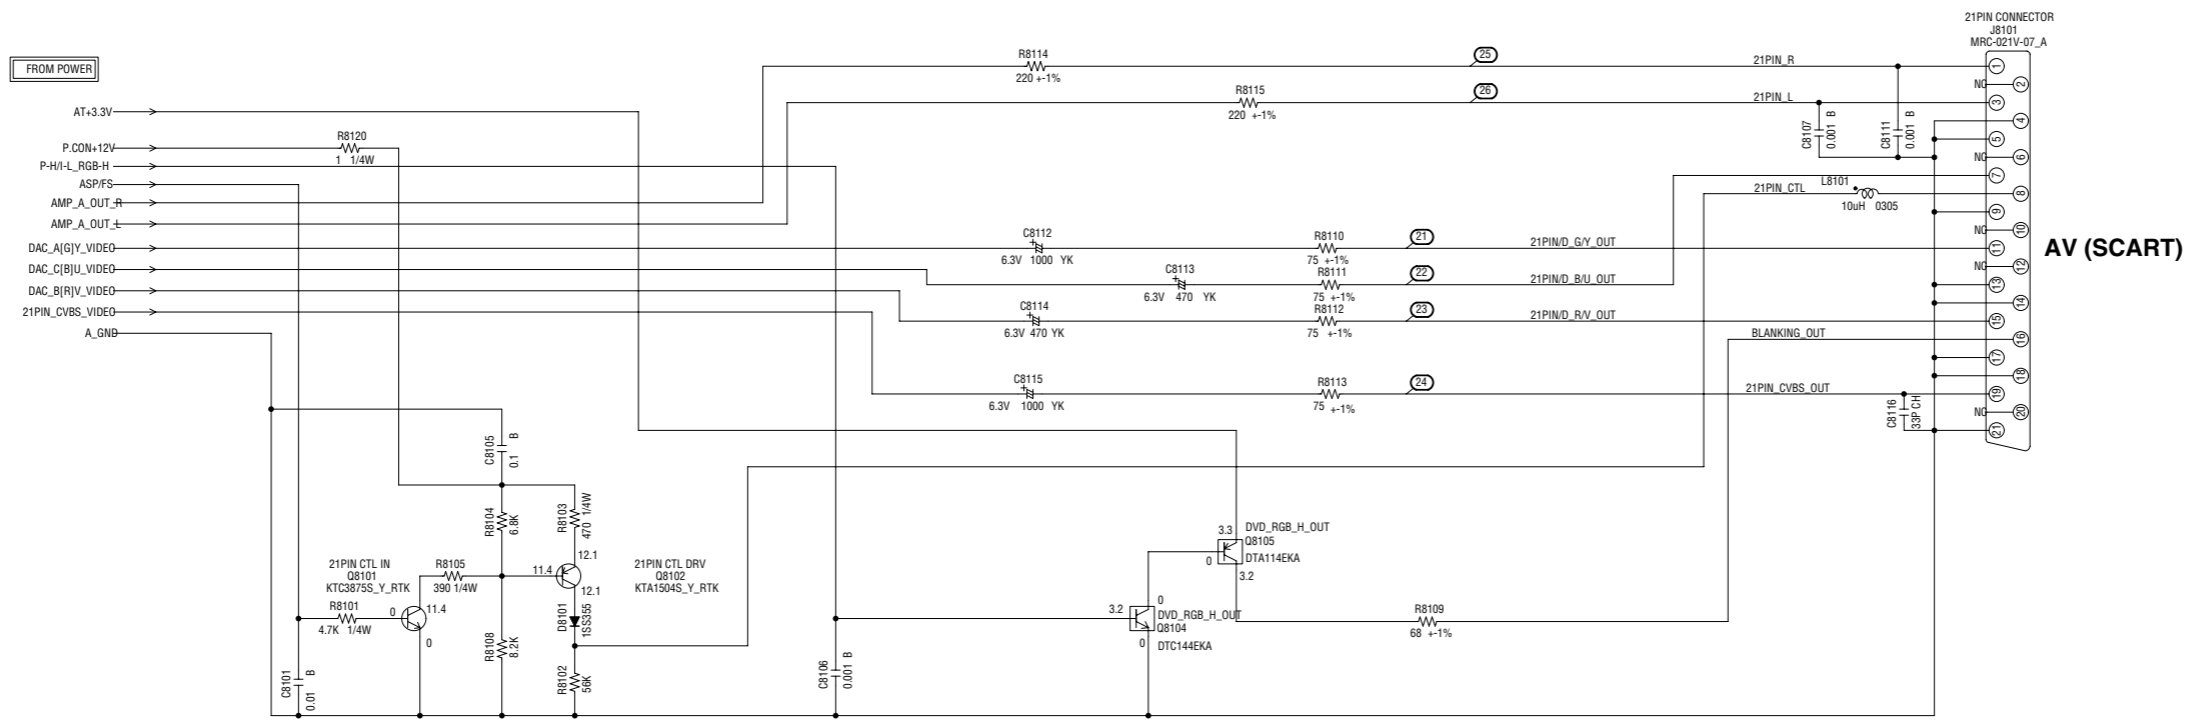 21PIN CONNECTOR
J8101
MRC-021V-07_A
FROM POWER
R8114
220 +-1%
25
21PIN_R
1
NC 2
AT+3.3V
R8115
220 +-1%
26
21PIN_L
3
C8107
0.001 B
C8111
0.001 B
4
5
P.CON+12V
R8120
1 1/4W
NC 6
P-H/I-L_RGB-H
7
ASP/FS
21PIN_CTL
L8101
10uH 0305
8
AMP_A_OUT_R
9
AMP_A_OUT_L
NC 10
DAC_A[G]Y_VIDEO
C8112
+
6.3V 1000 YK
R8110
75 +-1%
21
21PIN/D_G/Y_OUT
11
AV (SCART)
DAC_C[B]U_VIDEO
C8113
+
6.3V 470 YK
R8111
75 +-1%
22
21PIN/D_B/U_OUT
NC 12
13
DAC_B[R]V_VIDEO
C8114
+
6.3V 470 YK
R8112
75 +-1%
23
21PIN/D_R/V_OUT
14
15
21PIN_CVBS_VIDEO
BLANKING_OUT
16
A_GND
17
18
C8115
+
6.3V 1000 YK
R8113
75 +-1%
24
21PIN_CVBS_OUT
19
C8116
33P CH
NC 20
21
C8105
0.1 B
R8104
6.8K
R8103
470 1/4W
3.3
DVD_RGB_H_OUT
Q8105
DTA114EKA
0
3.2
21PIN CTL IN
Q8101
KTC3875S_Y_RTK
R8105
390 1/4W
11.4
12.1
12.1
21PIN CTL DRV
Q8102
KTA1504S_Y_RTK
R8101
4.7K 1/4W
0
11.4
0
D8101
1SS355
3.2
0
DVD_RGB_H_OUT
Q8104
0
DTC144EKA
R8109
68 +-1%
R8108
8.2K
C8101
0.01 B
R8102
56K
C8106
0.001 B